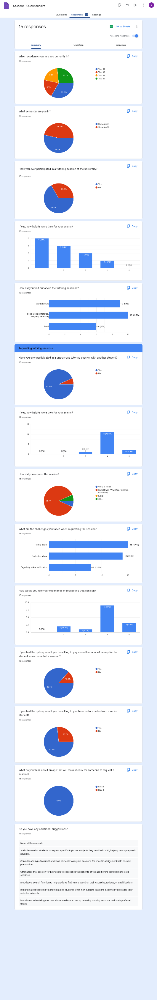 Student - Questionnaire
Questions Responses 15 Settings
15 responses
Link to Sheets
Accepting responses
Summary Question Individual
Which academic year are you currently in?
Copy
15 responses
Year 01
Year 02
Year 03
Year 04
20%
26.7%
20%
33.3%
What semester are you in?
Copy
15 responses
Semester 01
Semester 02
46.7%
53.3%
Have you ever participated in a tutoring session at the university?
Copy
15 responses
Yes
No
33.3%
66.7%
If yes, how helpful were they for your exams?
Copy
10 responses
4
3
2
1
0
4 (40%)
3 (30%)
2 (20%)
1 (10%)
0 (0%)
1 2 3 4 5
How did you find out about the tutoring sessions?
Copy
15 responses
Word of mouth
9 (60%)
Social Media (WhatsApp,
Telegram, Facebook)
10 (66.7%)
Email
6 (40%)
0 2 4 6 8 10
Requesting tutoring sessions
Have you ever participated in a one-on-one tutoring session with another student?
Copy
15 responses
Yes
No
93.3%
If yes, how helpful were they for your exams?
Copy
14 responses
15
10
5
0
0 (0%)
0 (0%)
1 (7.1%)
11 (78.6%)
2 (14.3%)
1 2 3 4 5
How did you request the session?
Copy
15 responses
Word of mouth
Social Media (WhatsApp, Telegram,
Facebook)
Email
Other
86.7%
What are the challenges you faced when requesting the session?
Copy
15 responses
Finding a tutor
15 (100%)
Contacting a tutor
(93.3%)
Organizing a time and location
8 (53.3%)
0 5 10 15
How would you rate your experience of requesting that session?
Copy
15 responses
10.0
7.5
5.0
2.5
0.0
0 (0%)
2 (13.3%)
1 (6.7%)
9 (60%)
3 (20%)
1 2 3 4 5
If you had the option, would you be willing to pay a small amount of money for the
student who conducted a session?
Copy
15 responses
Yes
No
13.3%
86.7%
If you had the option, would you be willing to purchase lecture notes from a senior
student?
Copy
15 responses
Yes
No
26.7%
73.3%
What do you think about an app that will make it easy for someone to request a
session?
Copy
15 responses
Love It
Hate It
100%
Do you have any additional suggestions?
15 responses
None at the moment.
Add a feature for students to request specific topics or subjects they need help with, helping tutors prepare in
advance.
Consider adding a feature that allows students to request sessions for specific assignment help or exam
preparation.
Offer a free trial session for new users to experience the benefits of the app before committing to paid
sessions.
Introduce a search function to help students find tutors based on their expertise, reviews, or qualifications.
Integrate a notification system that alerts students when new tutoring sessions become available for their
selected subjects.
Introduce a scheduling tool that allows students to set up recurring tutoring sessions with their preferred
tutors.